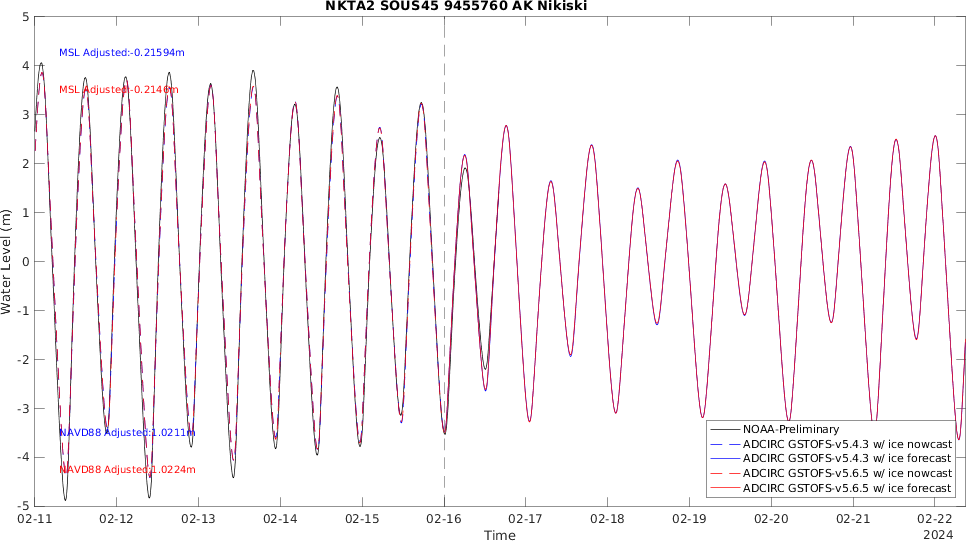 NKTA2 SOUS45 9455760 AK Nikiski
5
4
3
2
1
0
-1
-2
-3
-4
-5
Water Level (m)
MSL Adjusted:-0.21594m
MSL Adjusted:-0.2146m
NAVD88 Adjusted:1.0211m
NAVD88 Adjusted:1.0224m
NOAA-Preliminary
ADCIRC GSTOFS-v5.4.3 w/ ice nowcast
ADCIRC GSTOFS-v5.4.3 w/ ice forecast
ADCIRC GSTOFS-v5.6.5 w/ ice nowcast
ADCIRC GSTOFS-v5.6.5 w/ ice forecast
02-11 02-12 02-13 02-14 02-15 02-16 02-17 02-18 02-19 02-20 02-21 02-22
Time 2024